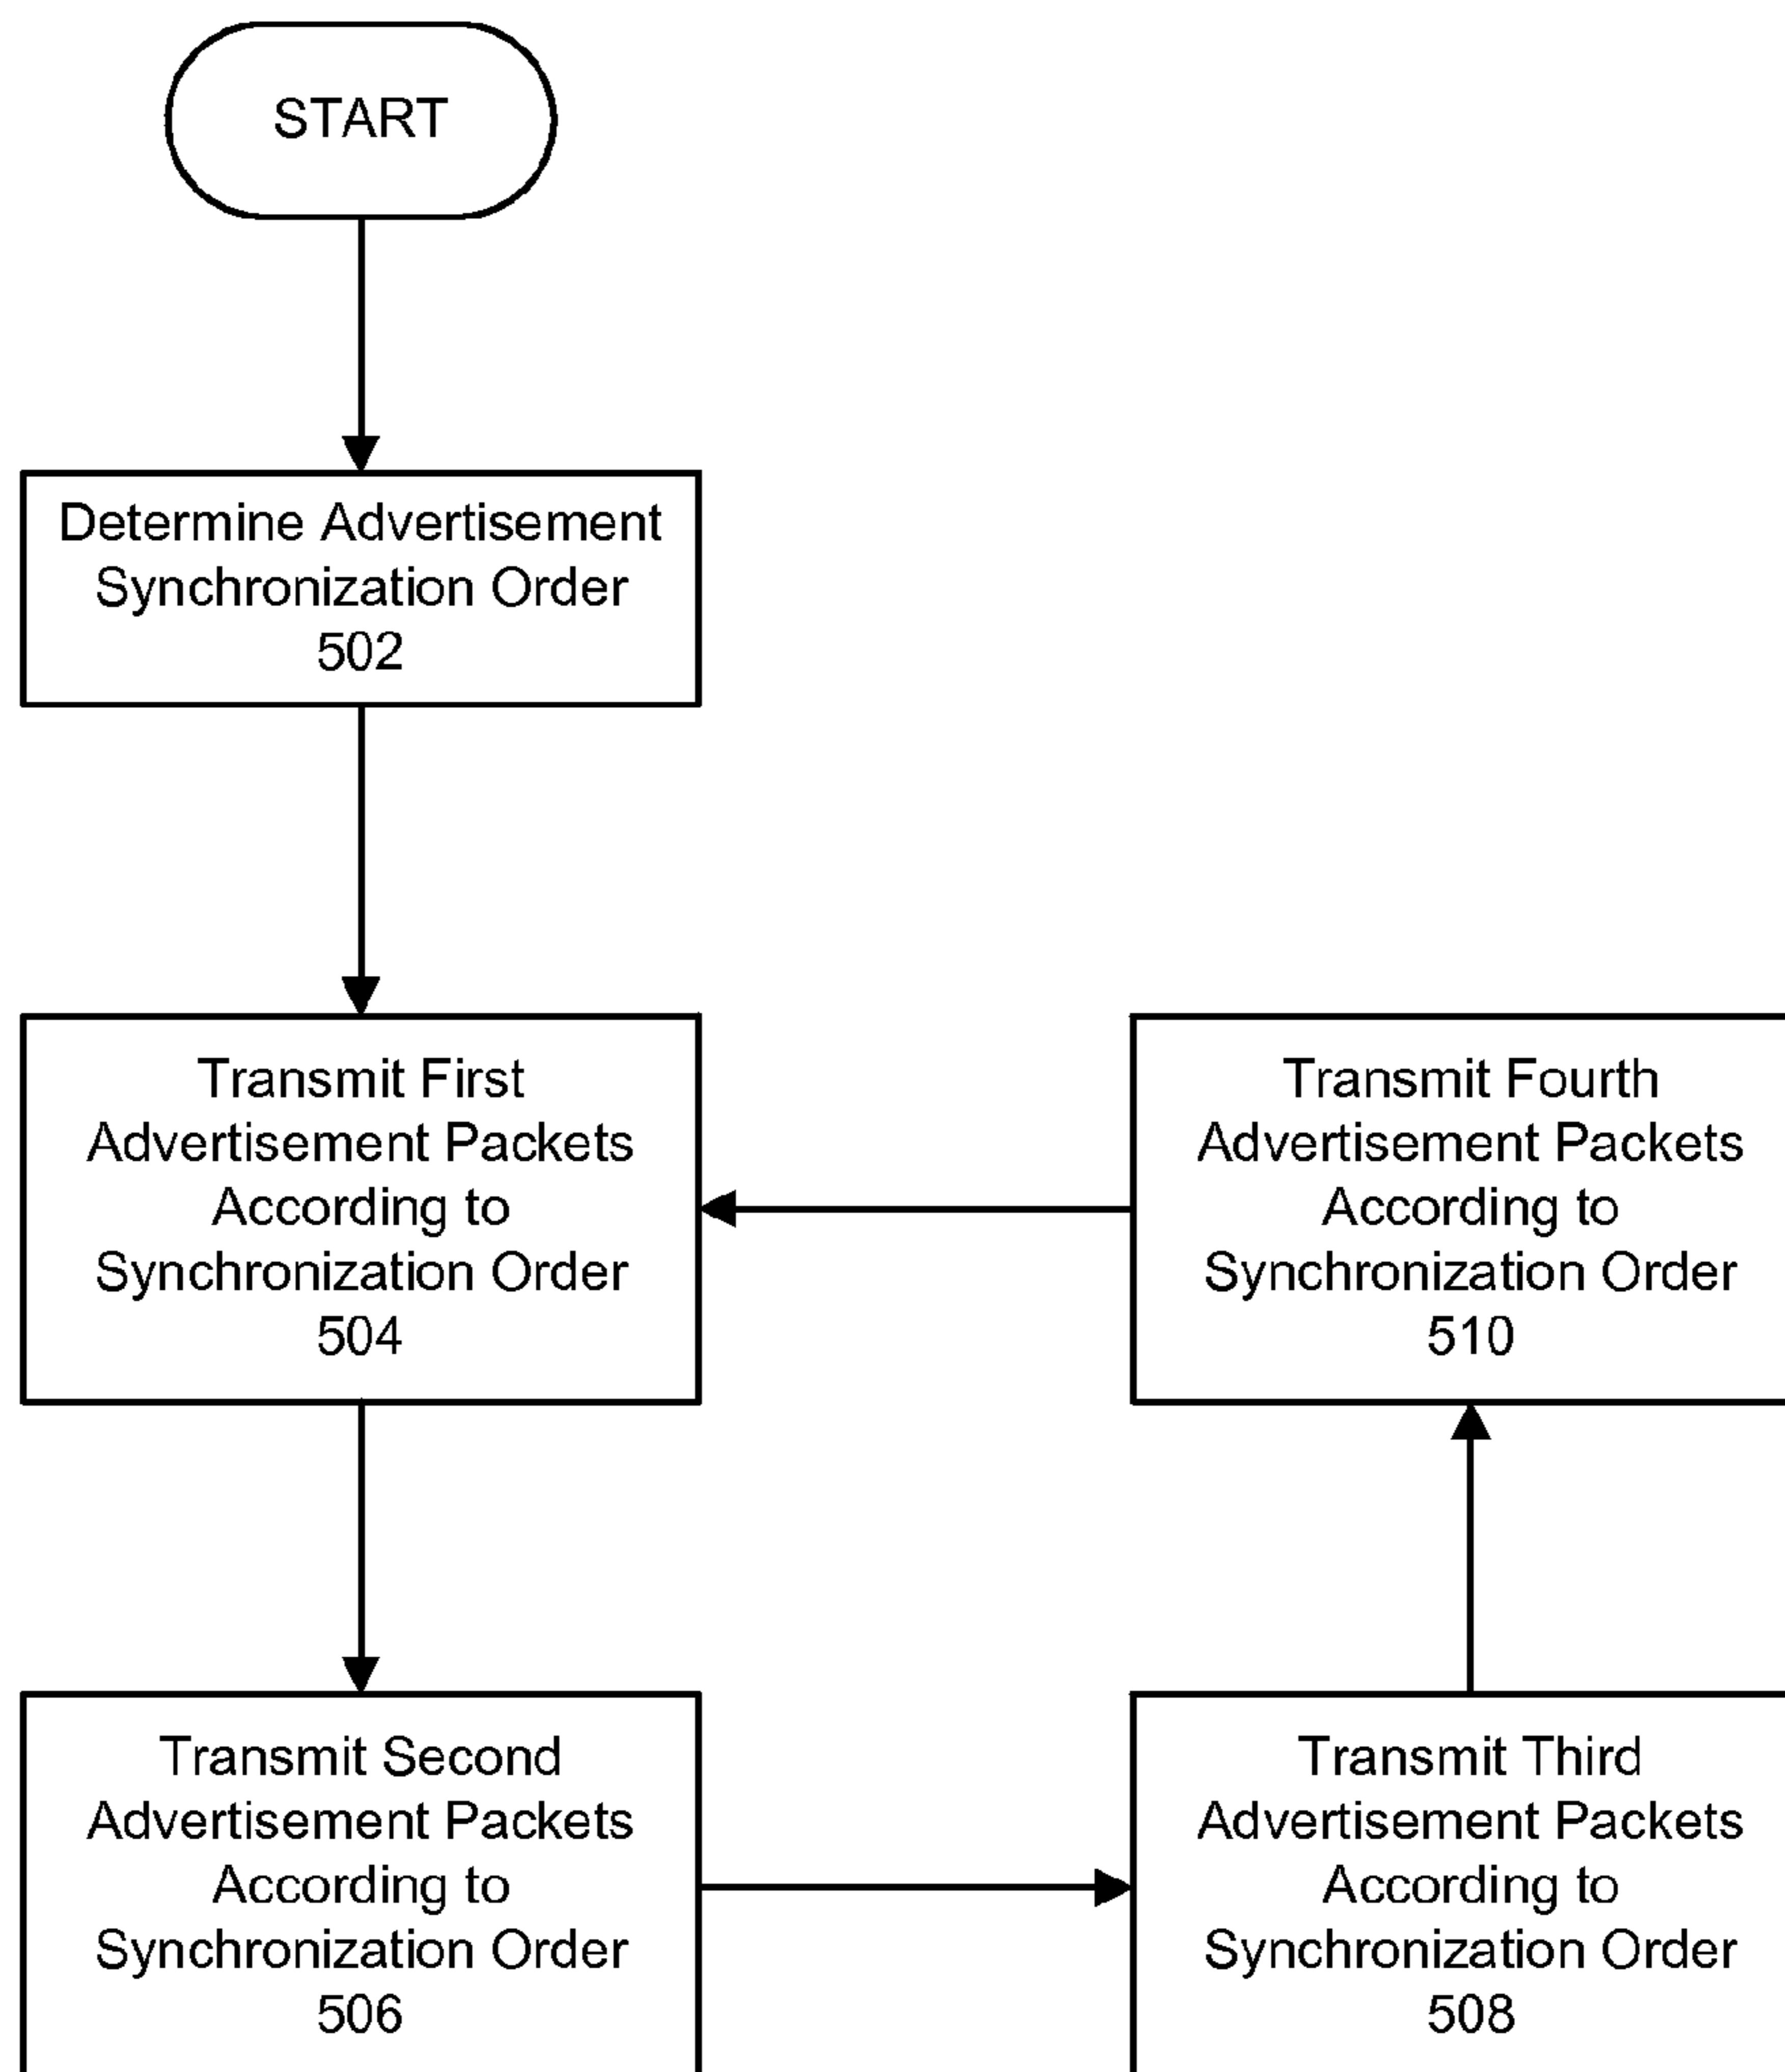 START
Determine Advertisement
Synchronization Order
502
Transmit First
Advertisement Packets
According to
Synchronization Order
504
Transmit Fourth
Advertisement Packets
According to
Synchronization Order
510
Transmit Second
Advertisement Packets
According to
Synchronization Order
506
Transmit Third
Advertisement Packets
According to
Synchronization Order
508